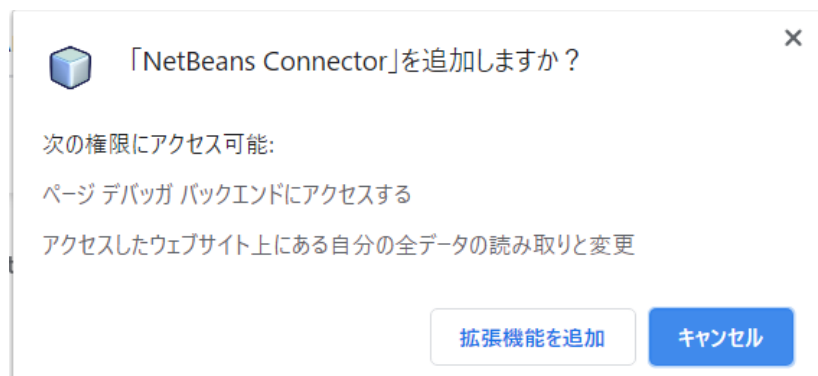 「NetBeans Connector」を追加しますか？
次の権限にアクセス可能:
ページ デバッガ バックエンドにアクセスする
アクセスしたウェブサイト上にある自分の全データの読み取りと変更
拡張機能を追加
キャンセル